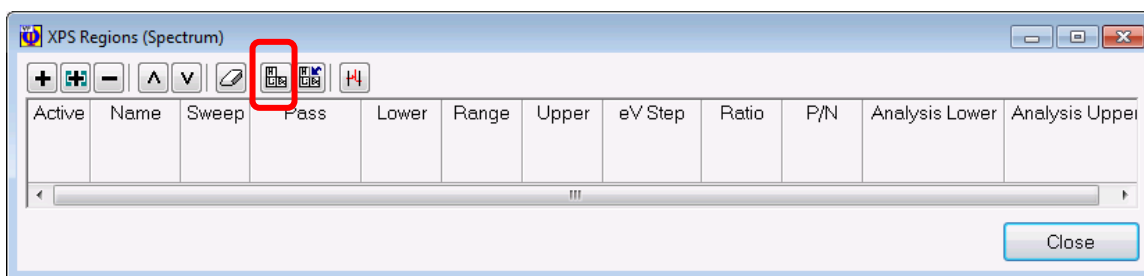 XPS Regions (Spectrum)
Active Name Sweep Pass Lower Range Upper eV Step Ratio P/N Analysis Lower Analysis Upper
Close